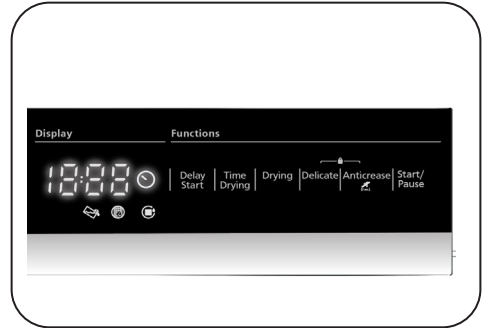 Display
Functions
18:88
Delay Start
Time Drying
Drying
Delicate
Anticrease
Start/ Pause